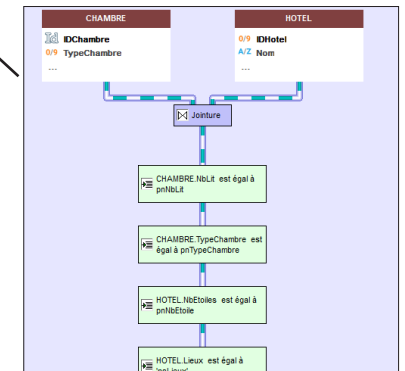 CHAMBRE
IDChambre
0/9 TypeChambre
...
HOTEL
0/9 IDHotel
A/Z Nom
...
Jointure
CHAMBRE.NbLit est égal à
pnNbLit
CHAMBRE.TypeChambre est
égal à pnTypeChambre
HOTEL.NbEtoiles est égal à
pnNbEtoile
HOTEL.Lieux est égal à